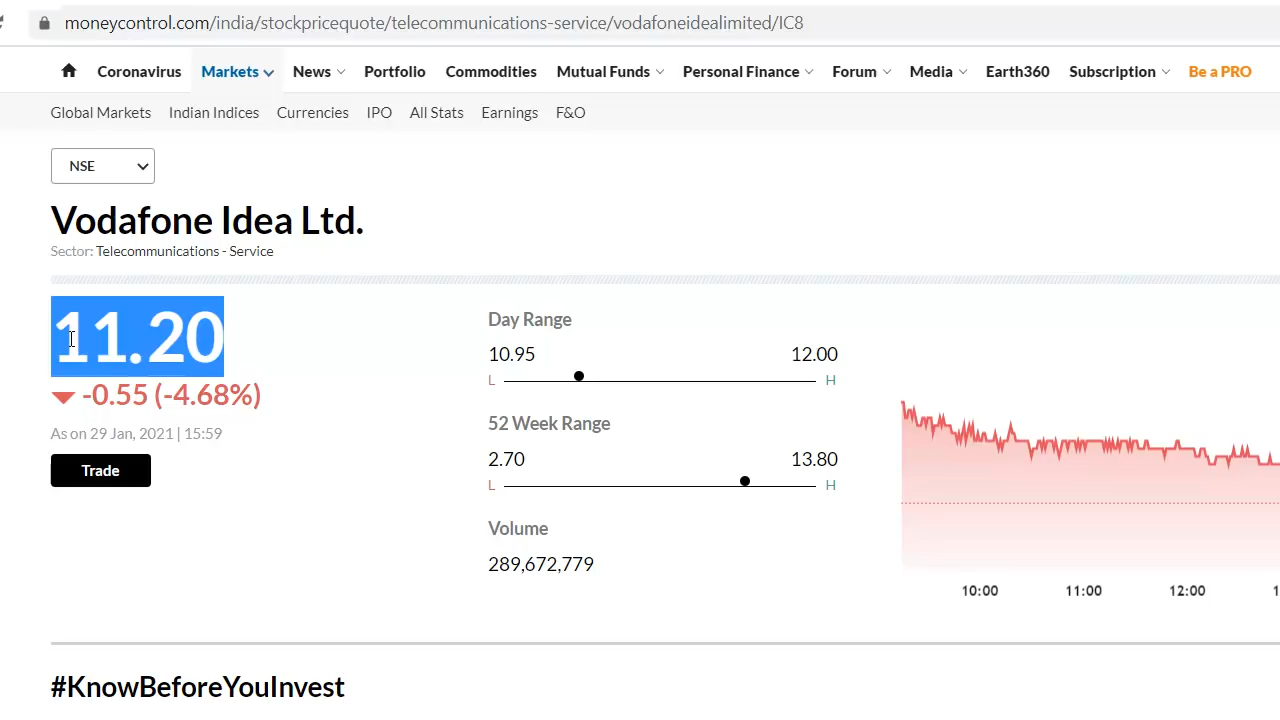 moneycontrol.com/india/stockpricequote/telecommunications-service/vodafoneidealimited/IC8
Coronavirus Markets News Portfolio Commodities Mutual Funds Personal Finance Forum Media Earth360 Subscription Be a PRO
Global Markets Indian Indices Currencies IPO All Stats Earnings F&O
NSE
Vodafone Idea Ltd.
Sector: Telecommunications - Service
11.20
-0.55 (-4.68%)
As on 29 Jan, 2021 | 15:59
Trade
Day Range
10.95 12.00
L H
52 Week Range
2.70 13.80
L H
Volume
289,672,779
10:00 11:00 12:00 1
#KnowBeforeYouInvest